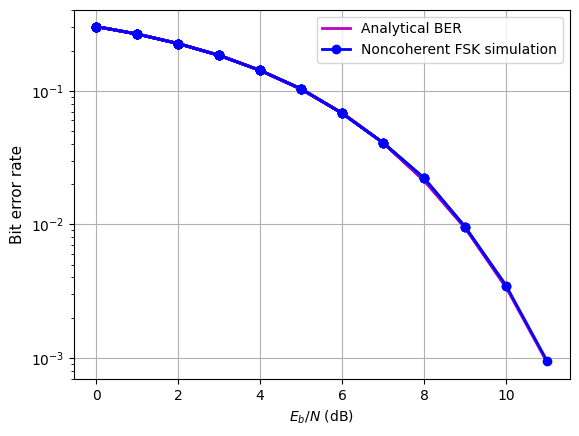 Analytical BER
Noncoherent FSK simulation
Bit error rate
10⁻¹
10⁻²
10⁻³
0 2 4 6 8 10
E_b/N (dB)